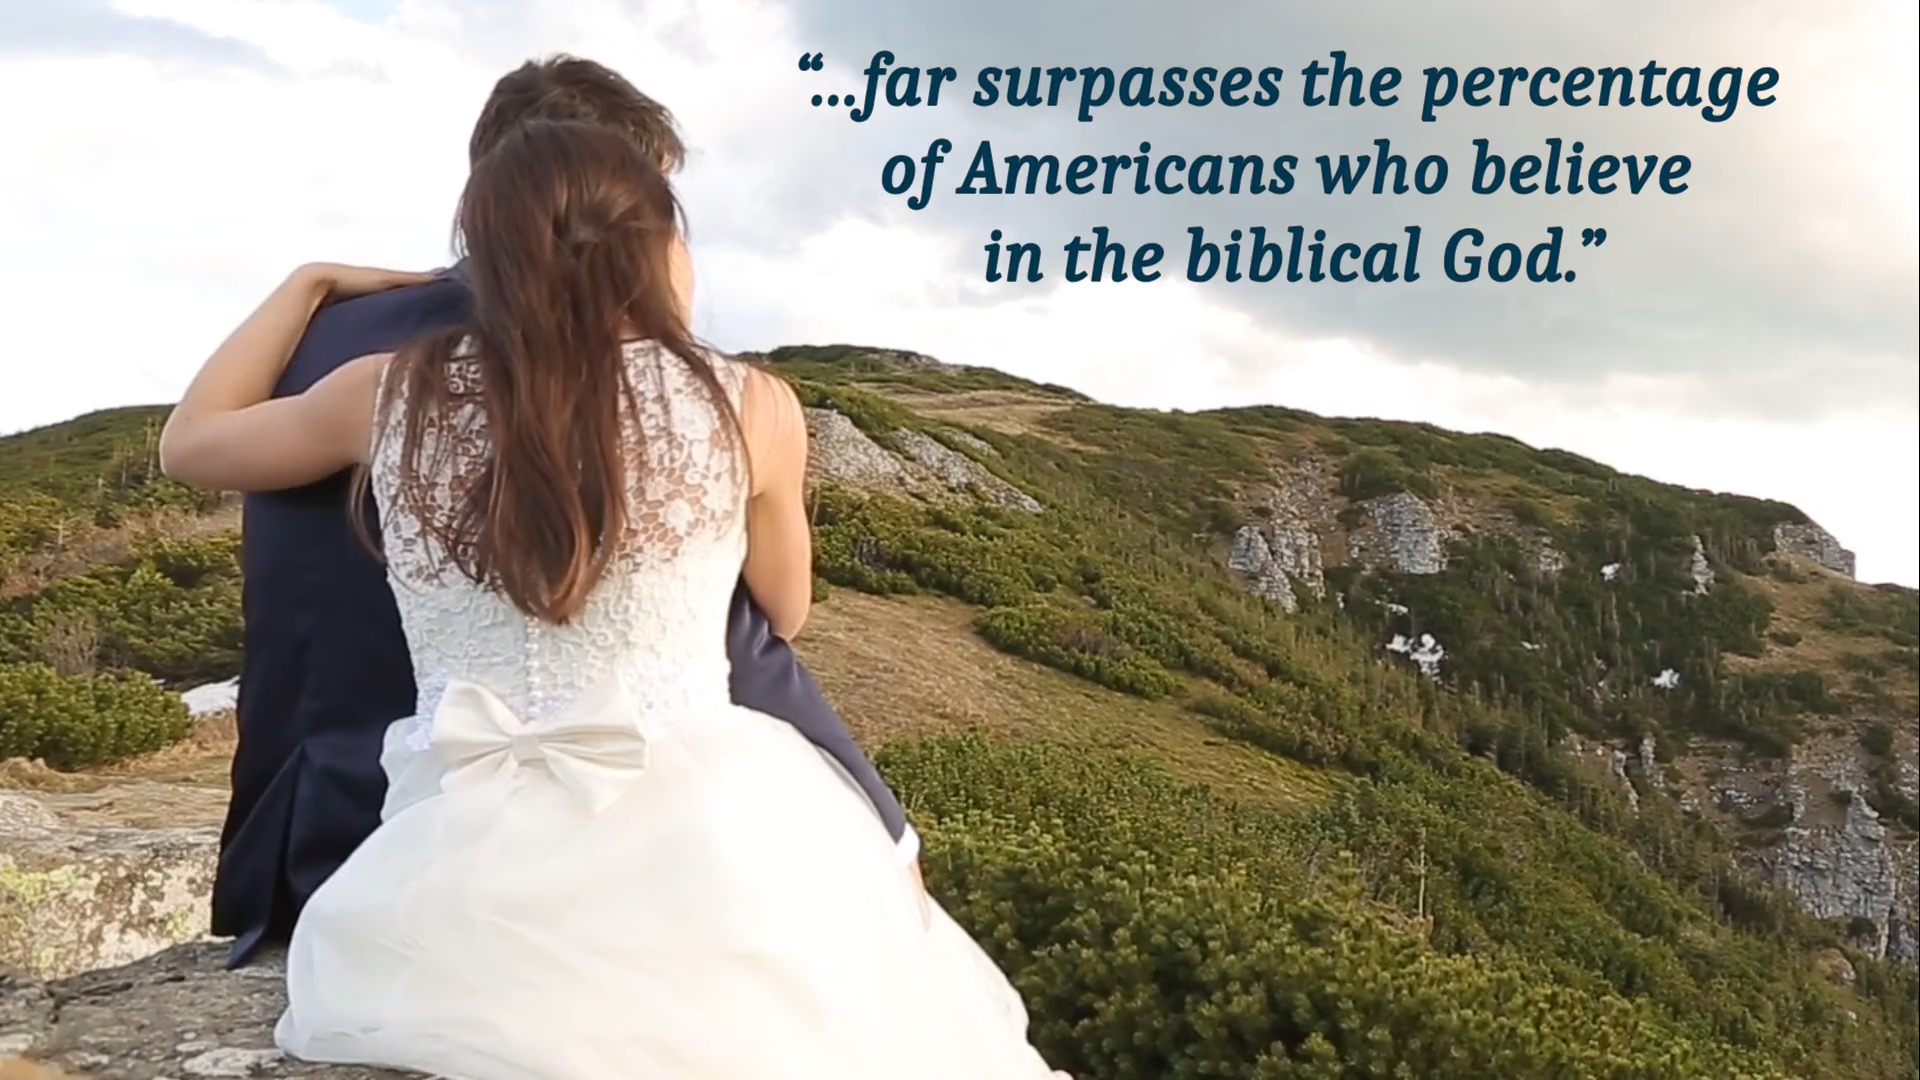 “...far surpasses the percentage
of Americans who believe
in the biblical God.”